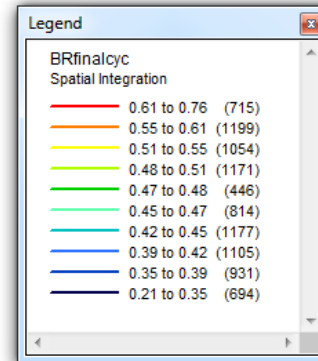 Legend
BRfinalcyc
Spatial Integration
0.61 to 0.76 (715)
0.55 to 0.61 (1199)
0.51 to 0.55 (1054)
0.48 to 0.51 (1171)
0.47 to 0.48 (446)
0.45 to 0.47 (814)
0.42 to 0.45 (1177)
0.39 to 0.42 (1105)
0.35 to 0.39 (931)
0.21 to 0.35 (694)